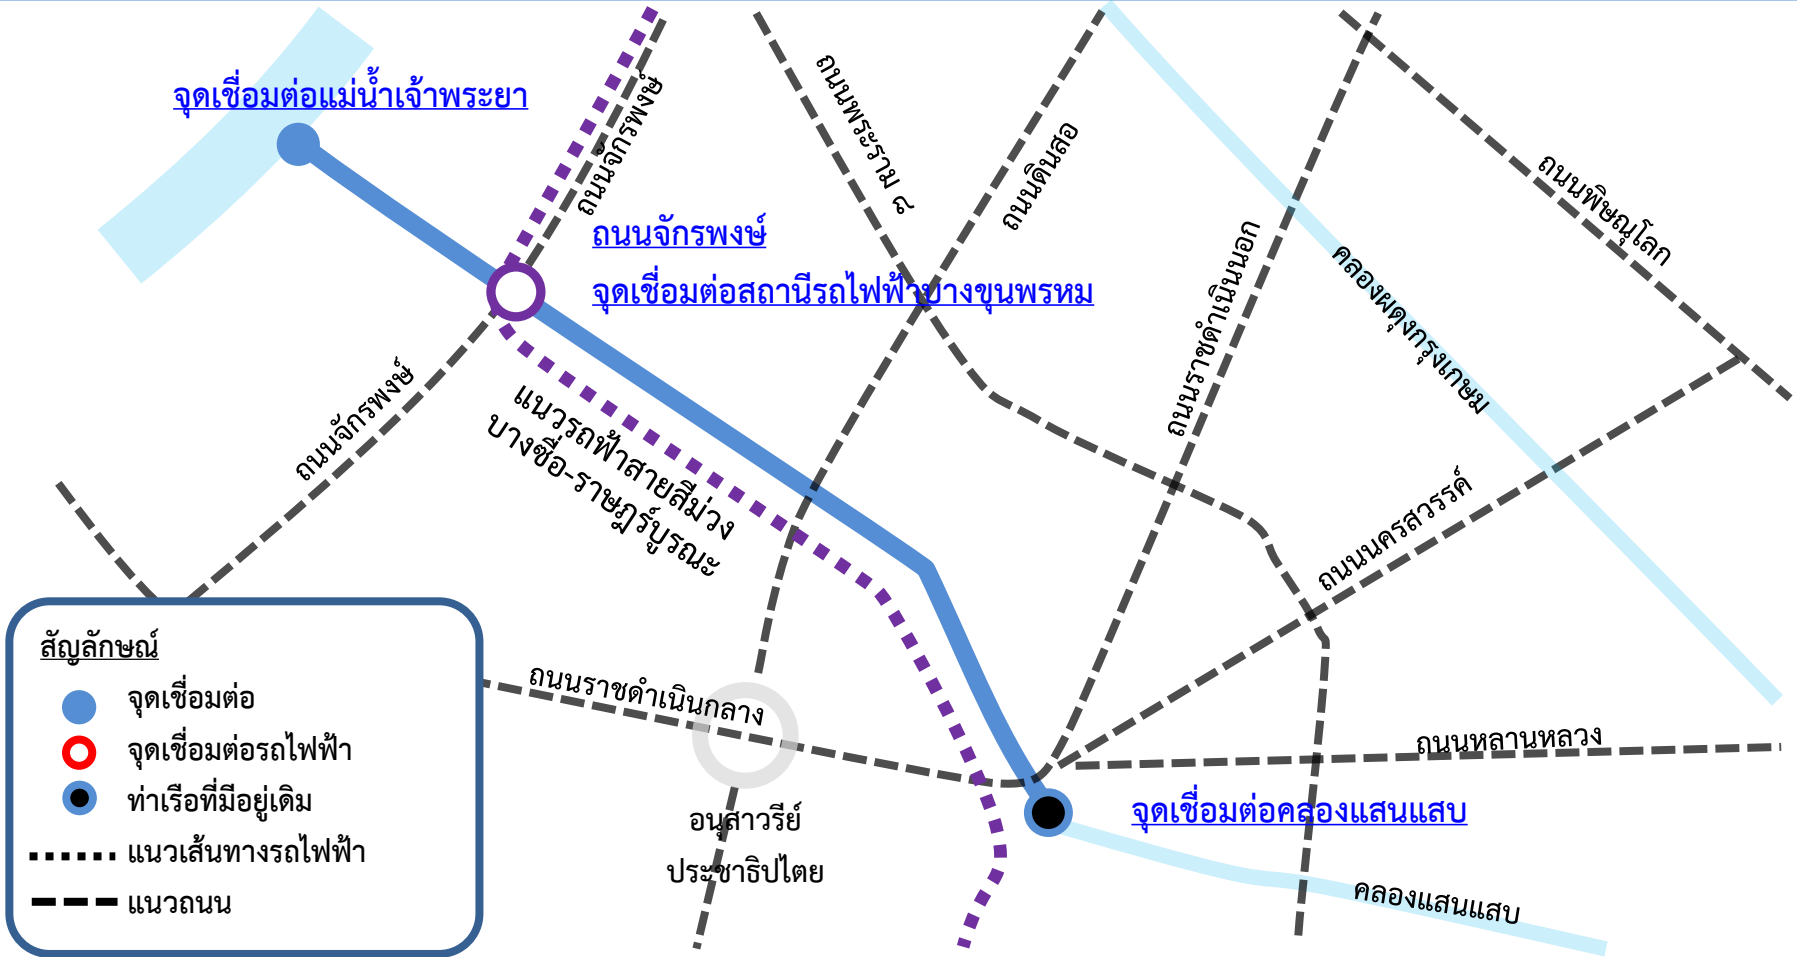 จุดเชื่อมต่อแม่น้ำเจ้าพระยา
ถนนจักรพงษ์
ถนนพระราม ๘
ถนนดินสอ
ถนนพิษณุโลก
ถนนจักรพงษ์
จุดเชื่อมต่อสถานีรถไฟฟ้าบางขุนพรหม
ถนนราชดำเนินนอก
คลองผดุงกรุงเกษม
ถนนจักรพงษ์
แนวรถฟ้าสายสีม่วง
บางซื่อ-ราษฎร์บูรณะ
ถนนนครสวรรค์
ถนนราชดำเนินกลาง
ถนนหลานหลวง
จุดเชื่อมต่อคลองแสนแสบ
อนุสาวรีย์
ประชาธิปไตย
คลองแสนแสบ
สัญลักษณ์
จุดเชื่อมต่อ
จุดเชื่อมต่อรถไฟฟ้า
ท่าเรือที่มีอยู่เดิม
แนวเส้นทางรถไฟฟ้า
แนวถนน